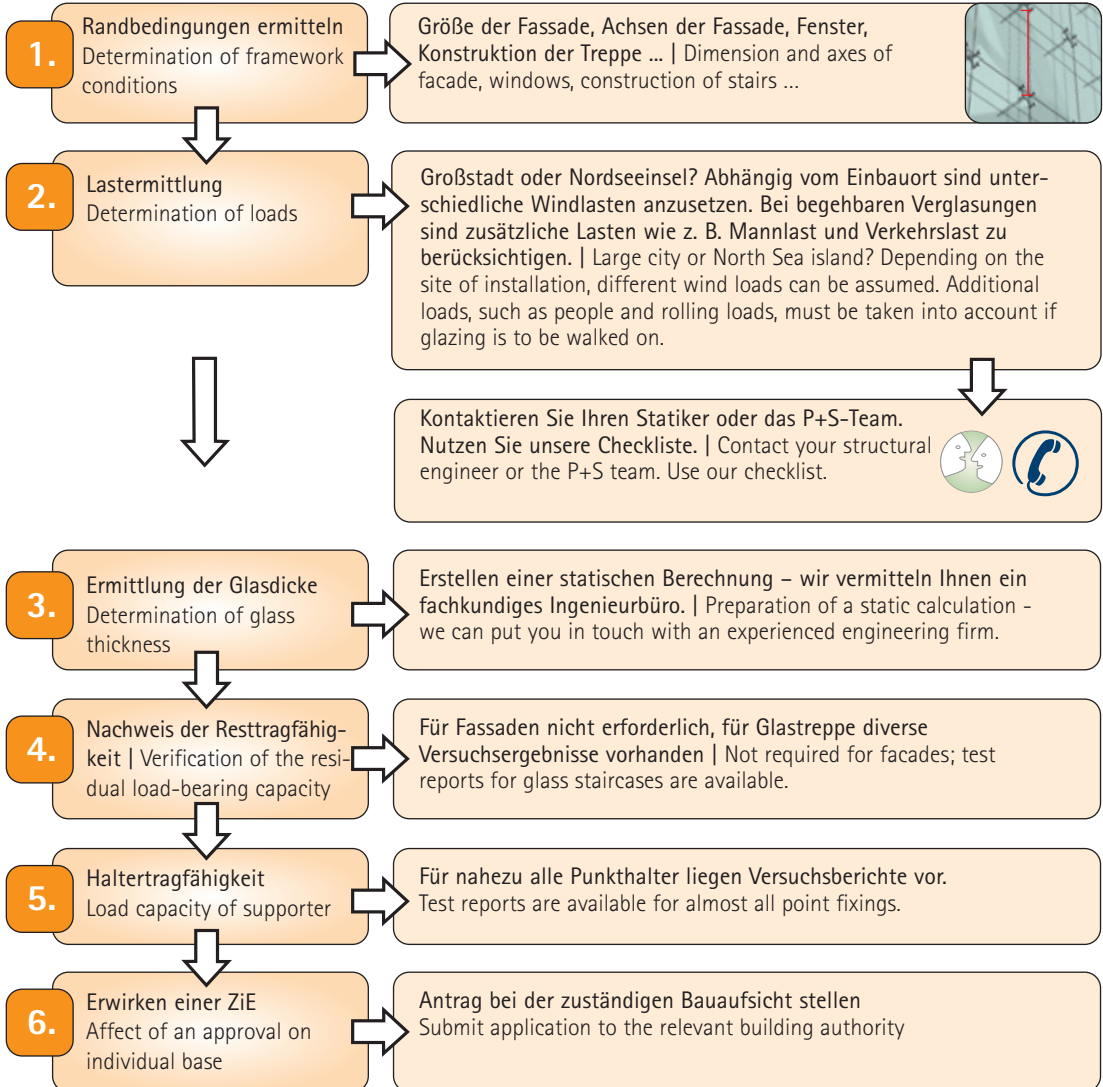 1.
Randbedingungen ermitteln
Determination of framework
conditions
Größe der Fassade, Achsen der Fassade, Fenster,
Konstruktion der Treppe ... | Dimension and axes of
facade, windows, construction of stairs ...
2.
Lastermittlung
Determination of loads
Großstadt oder Nordseeinsel? Abhängig vom Einbauort sind unter-
schiedliche Windlasten anzusetzen. Bei begehbaren Verglasungen
sind zusätzliche Lasten wie z. B. Mannlast und Verkehrslast zu
berücksichtigen. | Large city or North Sea island? Depending on the
site of installation, different wind loads can be assumed. Additional
loads, such as people and rolling loads, must be taken into account if
glazing is to be walked on.
Kontaktieren Sie Ihren Statiker oder das P+S-Team.
Nutzen Sie unsere Checkliste. | Contact your structural
engineer or the P+S team. Use our checklist.
3.
Ermittlung der Glasdicke
Determination of glass
thickness
Erstellen einer statischen Berechnung – wir vermitteln Ihnen ein
fachkundiges Ingenieurbüro. | Preparation of a static calculation -
we can put you in touch with an experienced engineering firm.
4.
Nachweis der Resttragfähig-
keit | Verification of the resi-
dual load-bearing capacity
Für Fassaden nicht erforderlich, für Glastreppe diverse
Versuchsergebnisse vorhanden | Not required for facades; test
reports for glass staircases are available.
5.
Haltertragfähigkeit
Load capacity of supporter
Für nahezu alle Punkthalter liegen Versuchsberichte vor.
Test reports are available for almost all point fixings.
6.
Erwirken einer ZiE
Affect of an approval on
individual base
Antrag bei der zuständigen Bauaufsicht stellen
Submit application to the relevant building authority